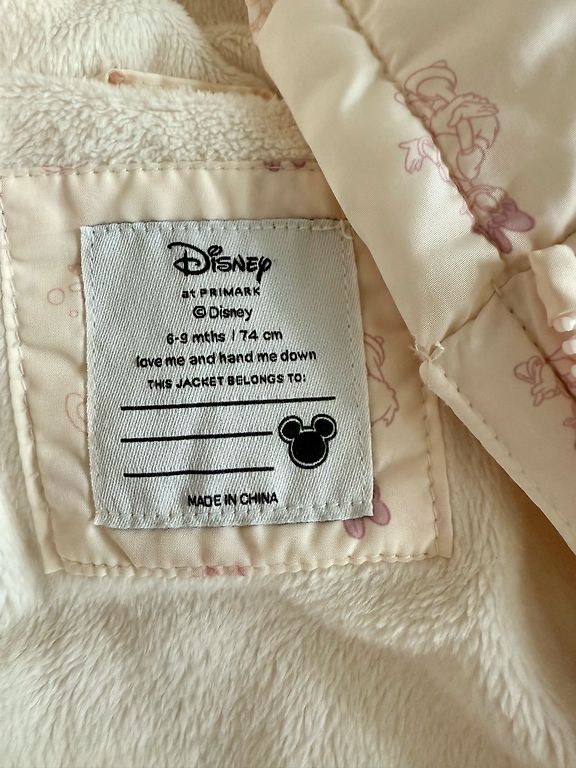 Disney
at PRIMARK
© Disney
6-9 mths / 74 cm
love me and hand me down
THIS JACKET BELONGS TO:
MADE IN CHINA